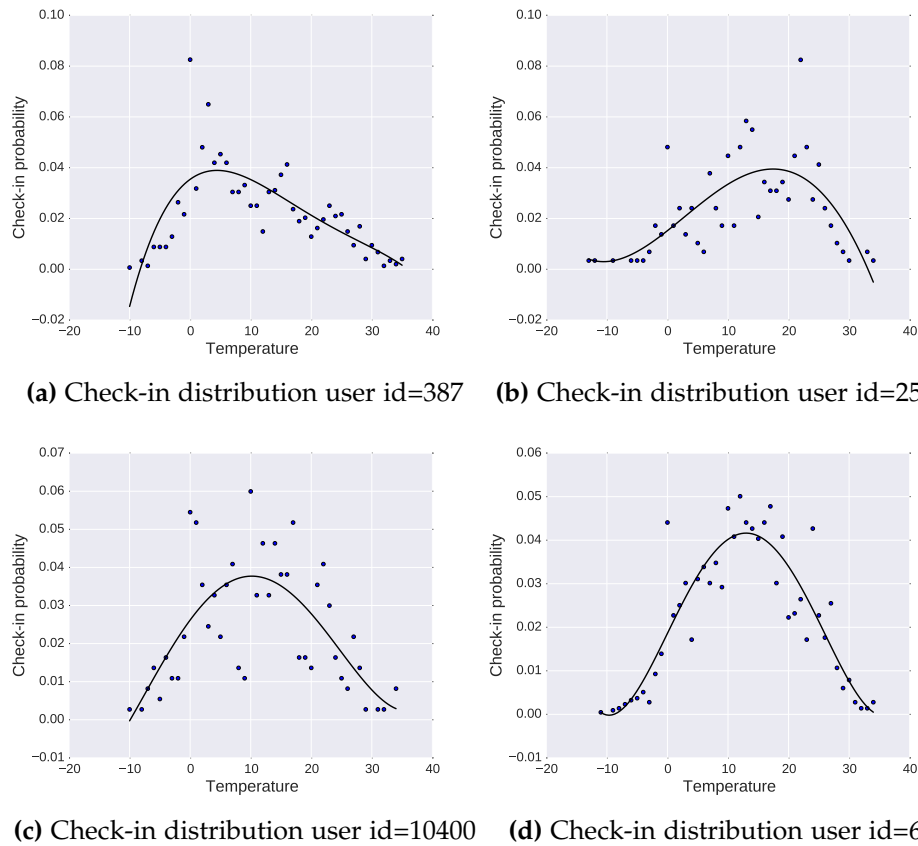 0.10
0.08
0.06
0.04
0.02
0.00
−0.02
Check-in probability
−20 −10 0 10 20 30 40
Temperature
(a) Check-in distribution user id=387
0.10
0.08
0.06
0.04
0.02
0.00
−0.02
Check-in probability
−20 −10 0 10 20 30 40
Temperature
(b) Check-in distribution user id=25
0.07
0.06
0.05
0.04
0.03
0.02
0.01
0.00
−0.01
Check-in probability
−20 −10 0 10 20 30 40
Temperature
(c) Check-in distribution user id=10400
0.06
0.05
0.04
0.03
0.02
0.01
0.00
−0.01
Check-in probability
−20 −10 0 10 20 30 40
Temperature
(d) Check-in distribution user id=6